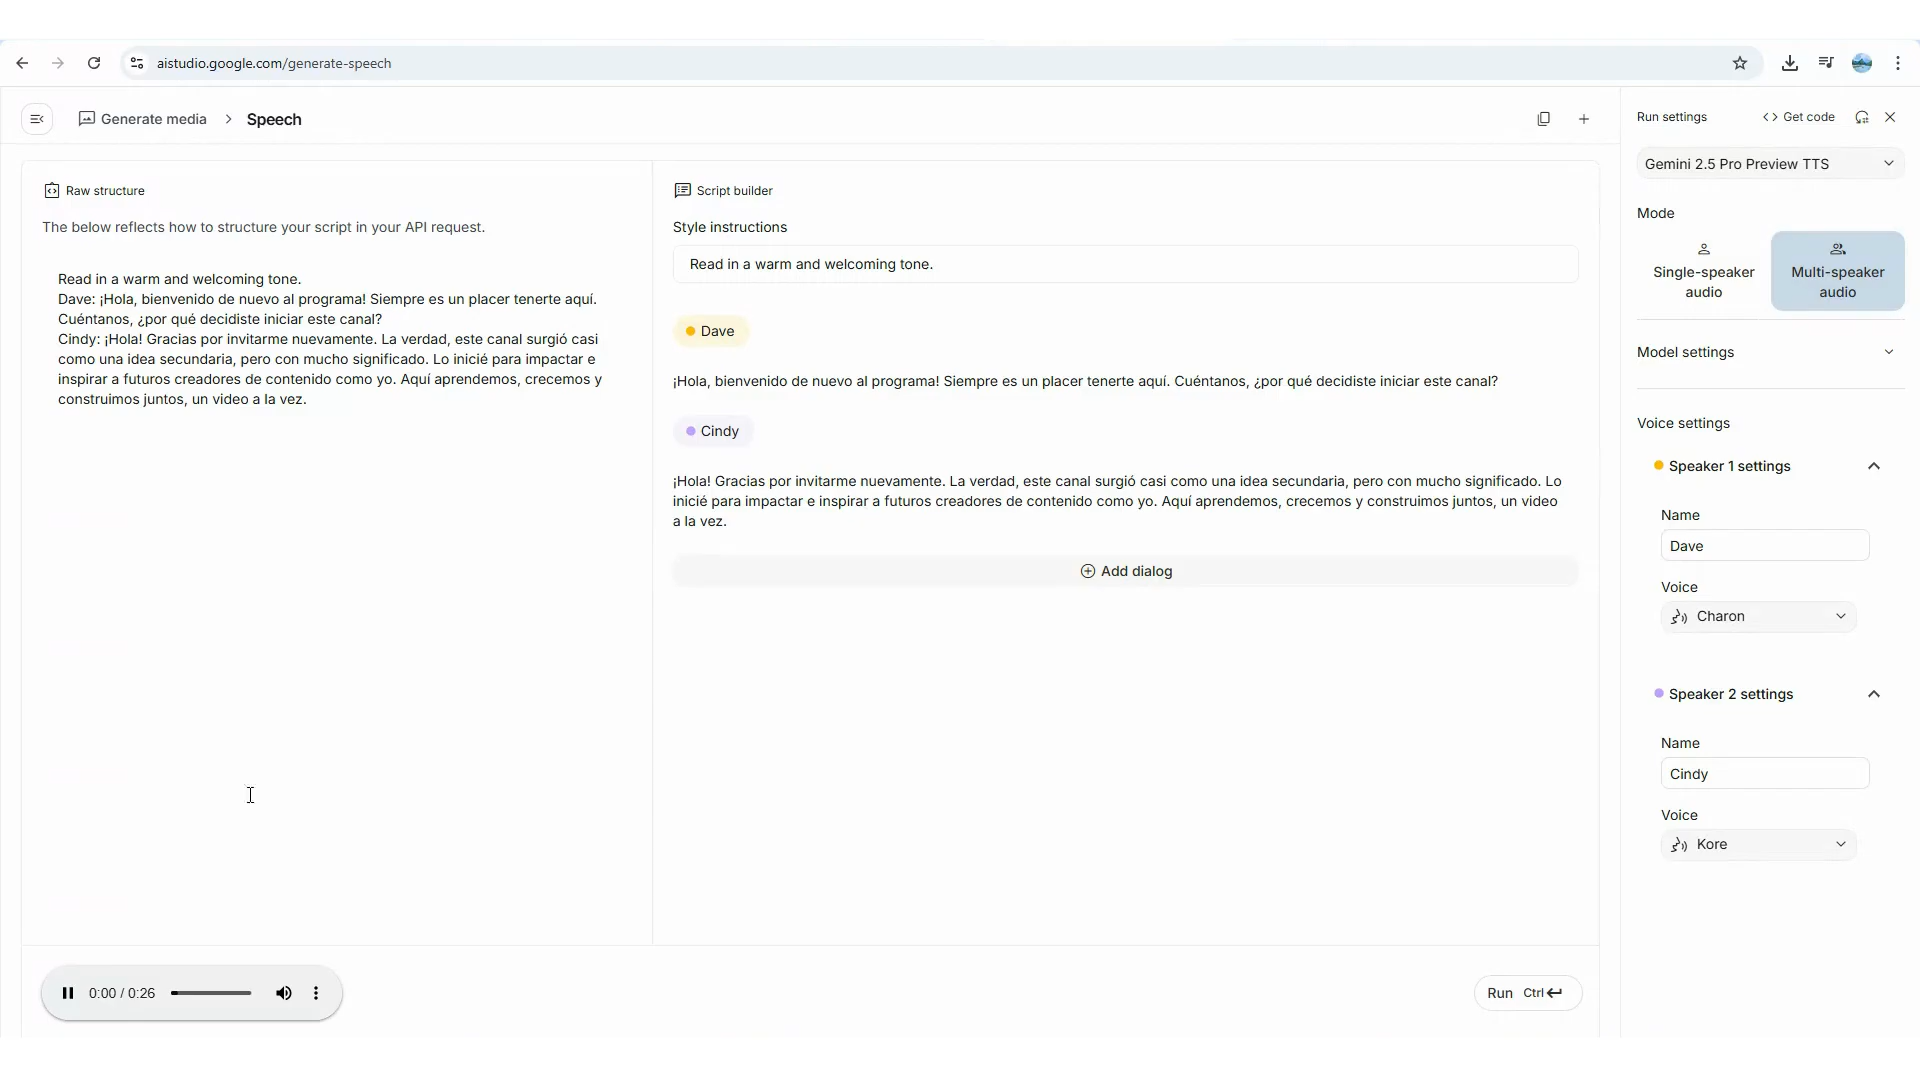 aistudio.google.com/generate-speech
Generate media > Speech
Raw structure
The below reflects how to structure your script in your API request.
Read in a warm and welcoming tone.
Dave: ¡Hola, bienvenido de nuevo al programa! Siempre es un placer tenerte aquí.
Cuéntanos, ¿por qué decidiste iniciar este canal?
Cindy: ¡Hola! Gracias por invitarme nuevamente. La verdad, este canal surgió casi
como una idea secundaria, pero con mucho significado. Lo inicié para impactar e
inspirar a futuros creadores de contenido como yo. Aquí aprendemos, crecemos y
construimos juntos, un video a la vez.
0:00 / 0:26
Script builder
Style instructions
Read in a warm and welcoming tone.
Dave
¡Hola, bienvenido de nuevo al programa! Siempre es un placer tenerte aquí. Cuéntanos, ¿por qué decidiste iniciar este canal?
Cindy
¡Hola! Gracias por invitarme nuevamente. La verdad, este canal surgió casi como una idea secundaria, pero con mucho significado. Lo
inicié para impactar e inspirar a futuros creadores de contenido como yo. Aquí aprendemos, crecemos y construimos juntos, un video
a la vez.
Add dialog
Run Ctrl
Run settings
<> Get code
Gemini 2.5 Pro Preview TTS
Mode
Single-speaker
audio
Multi-speaker
audio
Model settings
Voice settings
Speaker 1 settings
Name
Dave
Voice
Charon
Speaker 2 settings
Name
Cindy
Voice
Kore